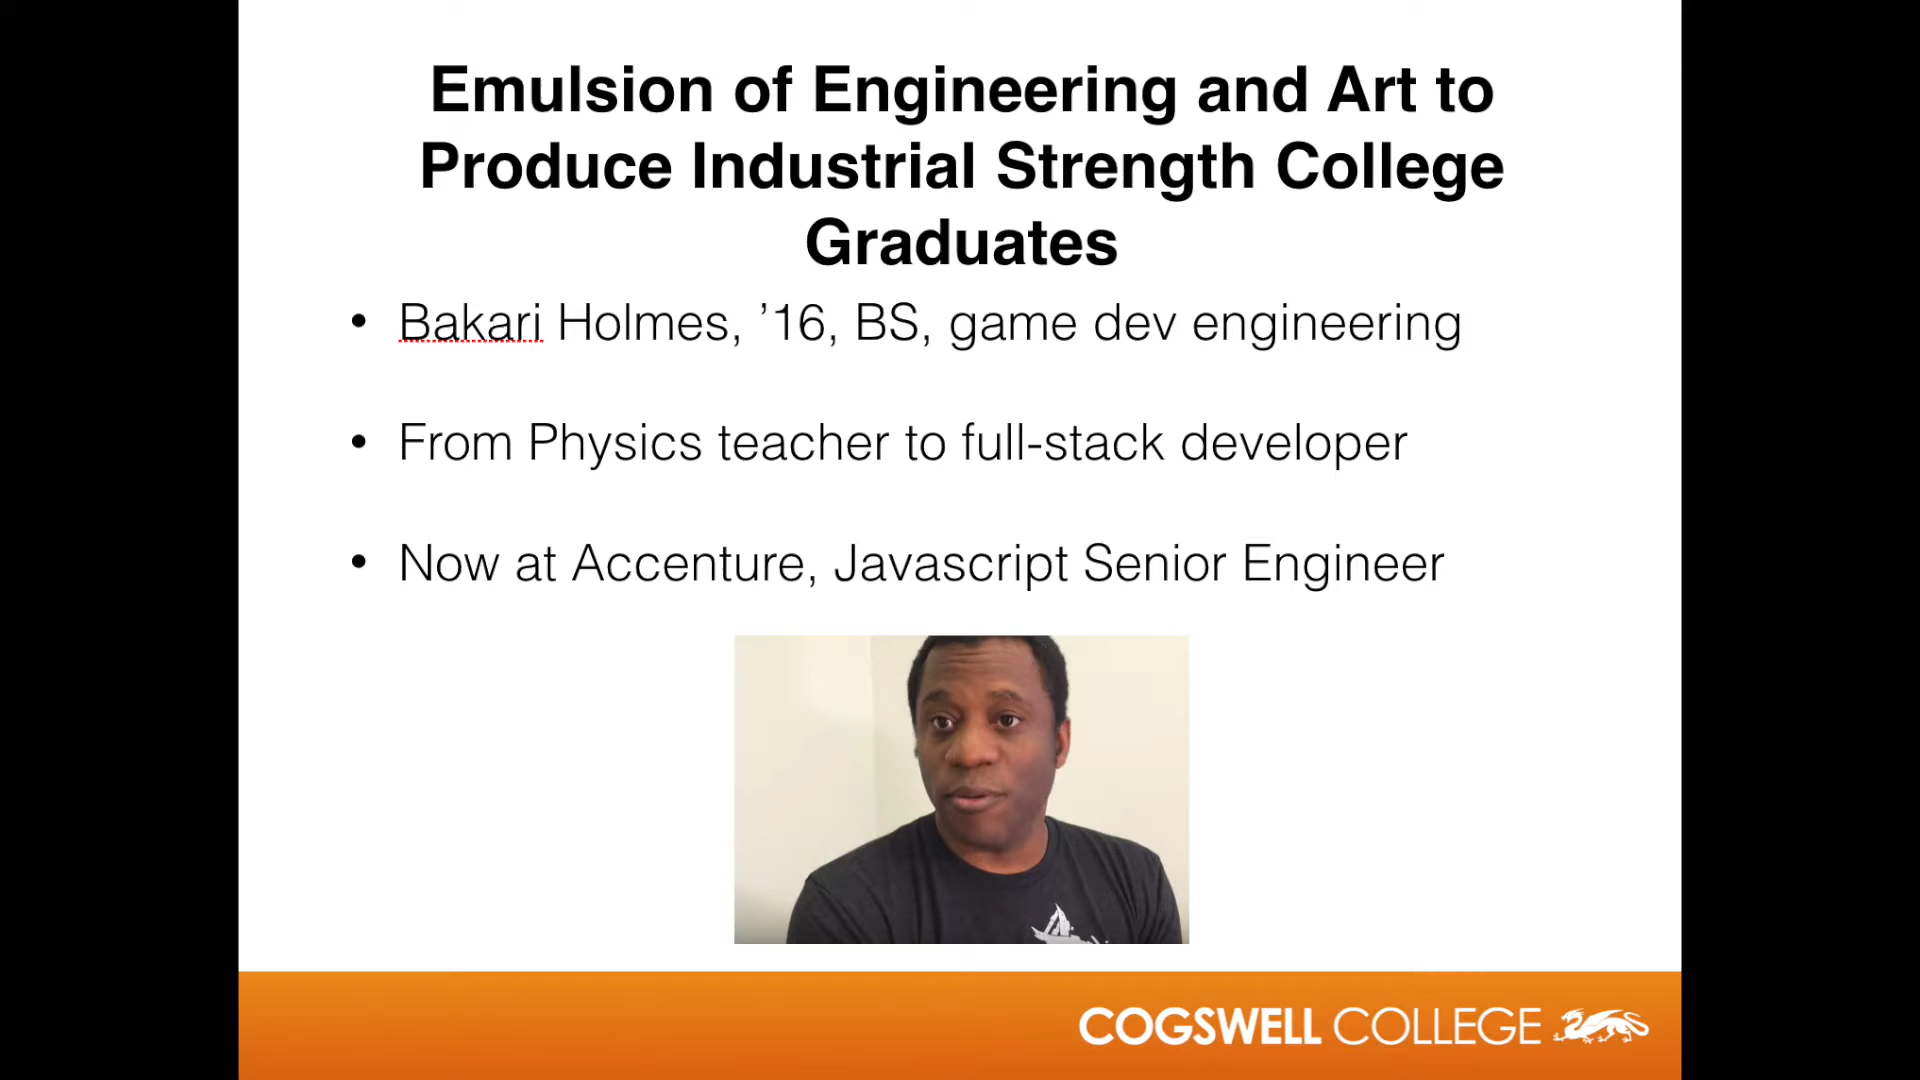 Emulsion of Engineering and Art to
Produce Industrial Strength College
Graduates
• Bakari Holmes, ’16, BS, game dev engineering
• From Physics teacher to full-stack developer
• Now at Accenture, Javascript Senior Engineer
COGSWELL COLLEGE